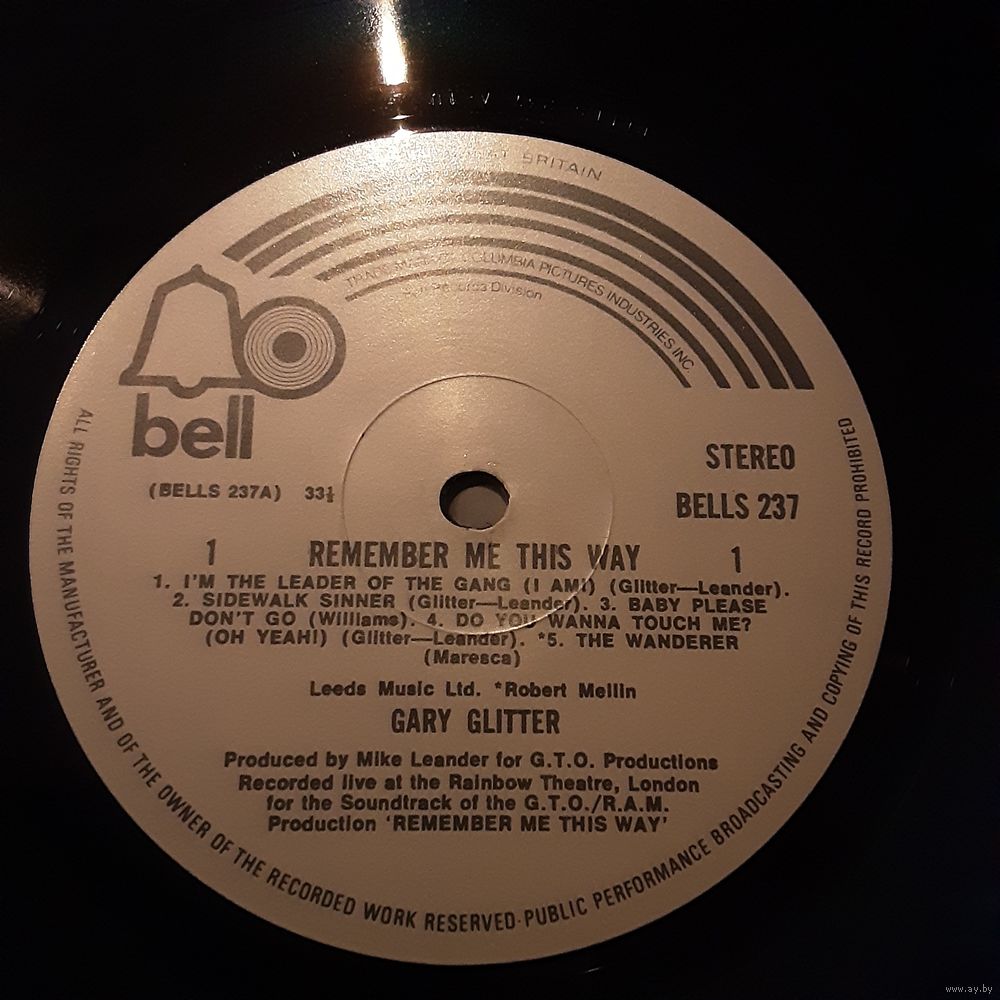 BRITAIN
TRADE MARK OF COLUMBIA PICTURES INDUSTRIES INC.
Bell Records Division
bell
STEREO
(BELLS 237A) 33⅓
BELLS 237
1 REMEMBER ME THIS WAY 1
1. I'M THE LEADER OF THE GANG (I AM!) (Glitter—Leander).
2. SIDEWALK SINNER (Glitter—Leander). 3. BABY PLEASE
DON'T GO (Williams). 4. DO YOU WANNA TOUCH ME?
(OH YEAH!) (Glitter—Leander). *5. THE WANDERER
(Maresca)
Leeds Music Ltd. *Robert Mellin
GARY GLITTER
Produced by Mike Leander for G.T.O. Productions
Recorded live at the Rainbow Theatre, London
for the Soundtrack of the G.T.O./R.A.M.
Production 'REMEMBER ME THIS WAY'
ALL RIGHTS OF THE MANUFACTURER AND OF THE OWNER OF THE RECORDED WORK RESERVED·PUBLIC PERFORMANCE BROADCASTING AND COPYING OF THIS RECORD PROHIBITED
www.ay.by